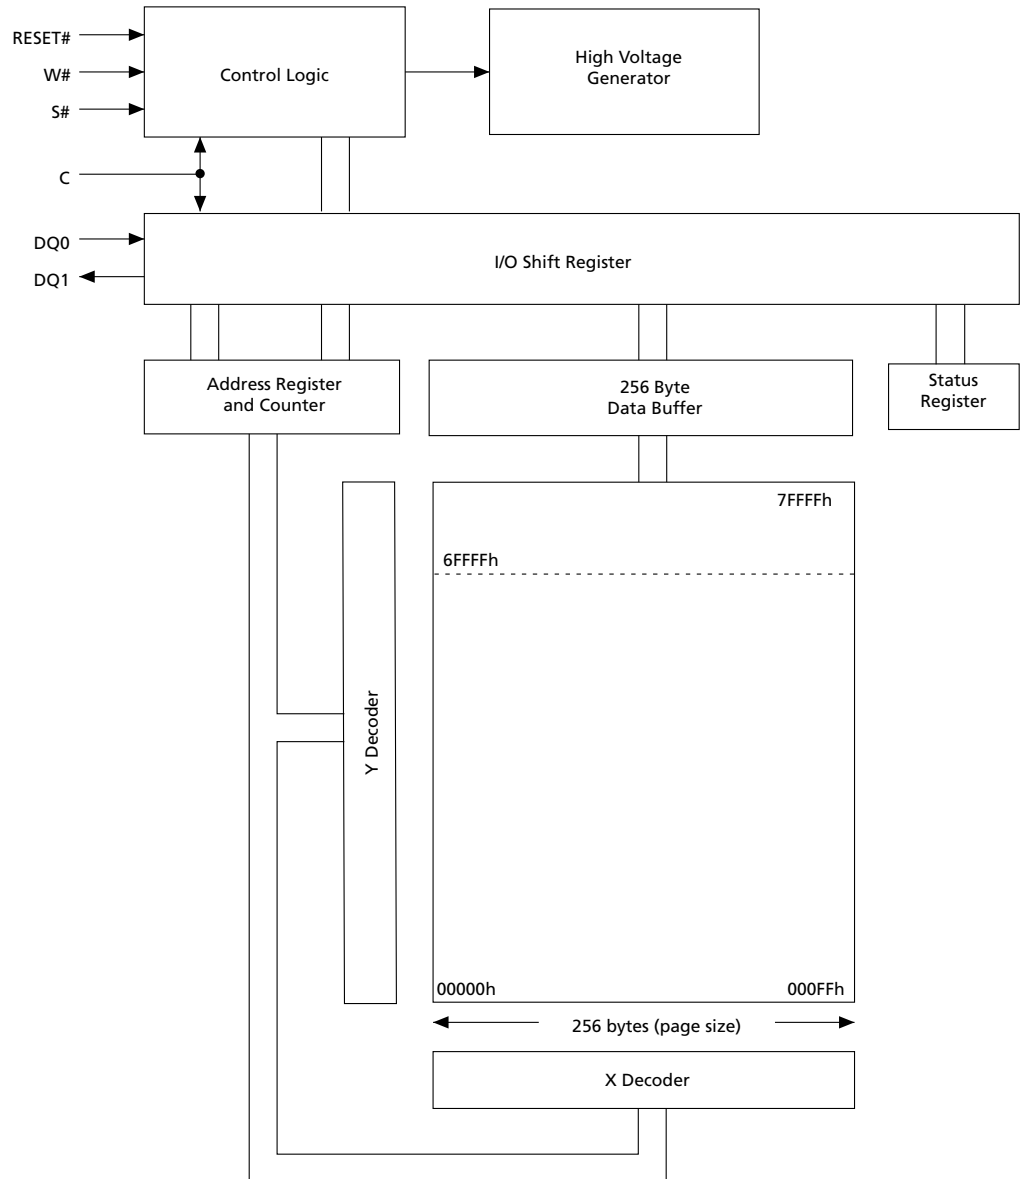 RESET#
W#
S#
Control Logic
High Voltage
Generator
C
DQ0
DQ1
I/O Shift Register
Address Register
and Counter
256 Byte
Data Buffer
Status
Register
7FFFFh
6FFFFh
Y Decoder
00000h
000FFh
256 bytes (page size)
X Decoder